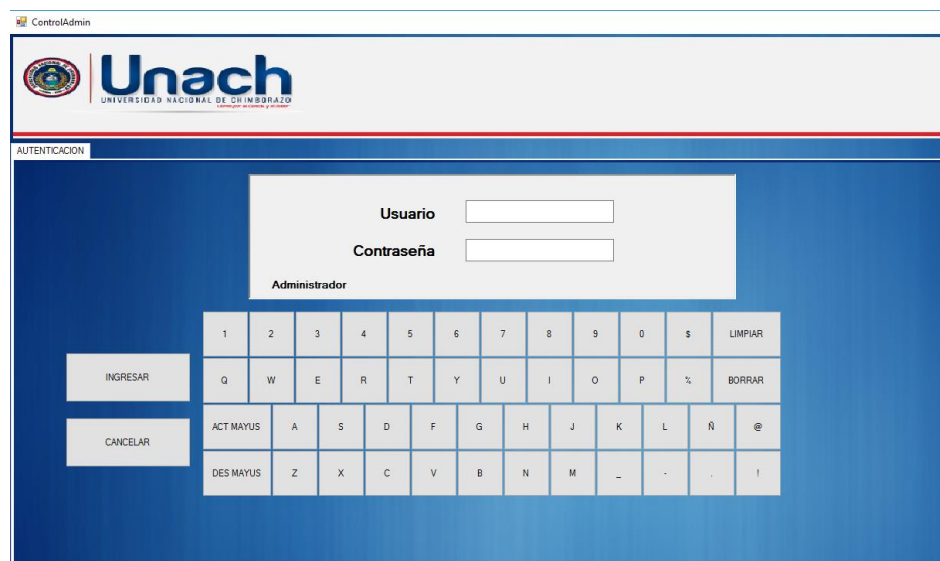 ControlAdmin
Unach
UNIVERSIDAD NACIONAL DE CHIMBORAZO
AUTENTICACION
Usuario
Contraseña
Administrador
1 2 3 4 5 6 7 8 9 0 $ LIMPIAR
INGRESAR
Q W E R T Y U I O P % BORRAR
ACT MAYUS A S D F G H J K L Ñ @
CANCELAR
DES MAYUS Z X C V B N M _ - . !